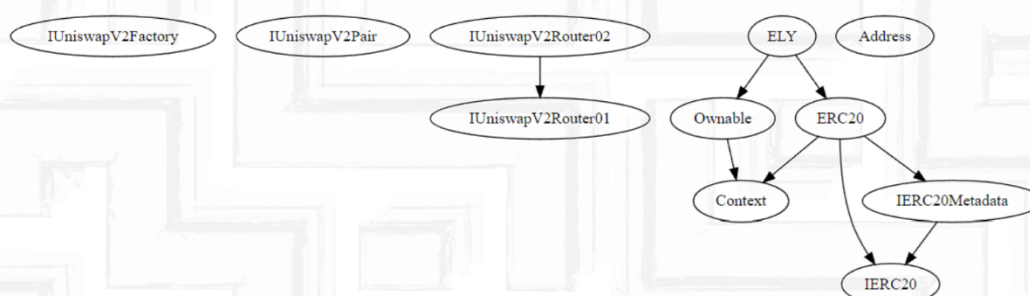 IUniswapV2Factory
IUniswapV2Pair
IUniswapV2Router02
ELY
Address
IUniswapV2Router01
Ownable
ERC20
Context
IERC20Metadata
IERC20